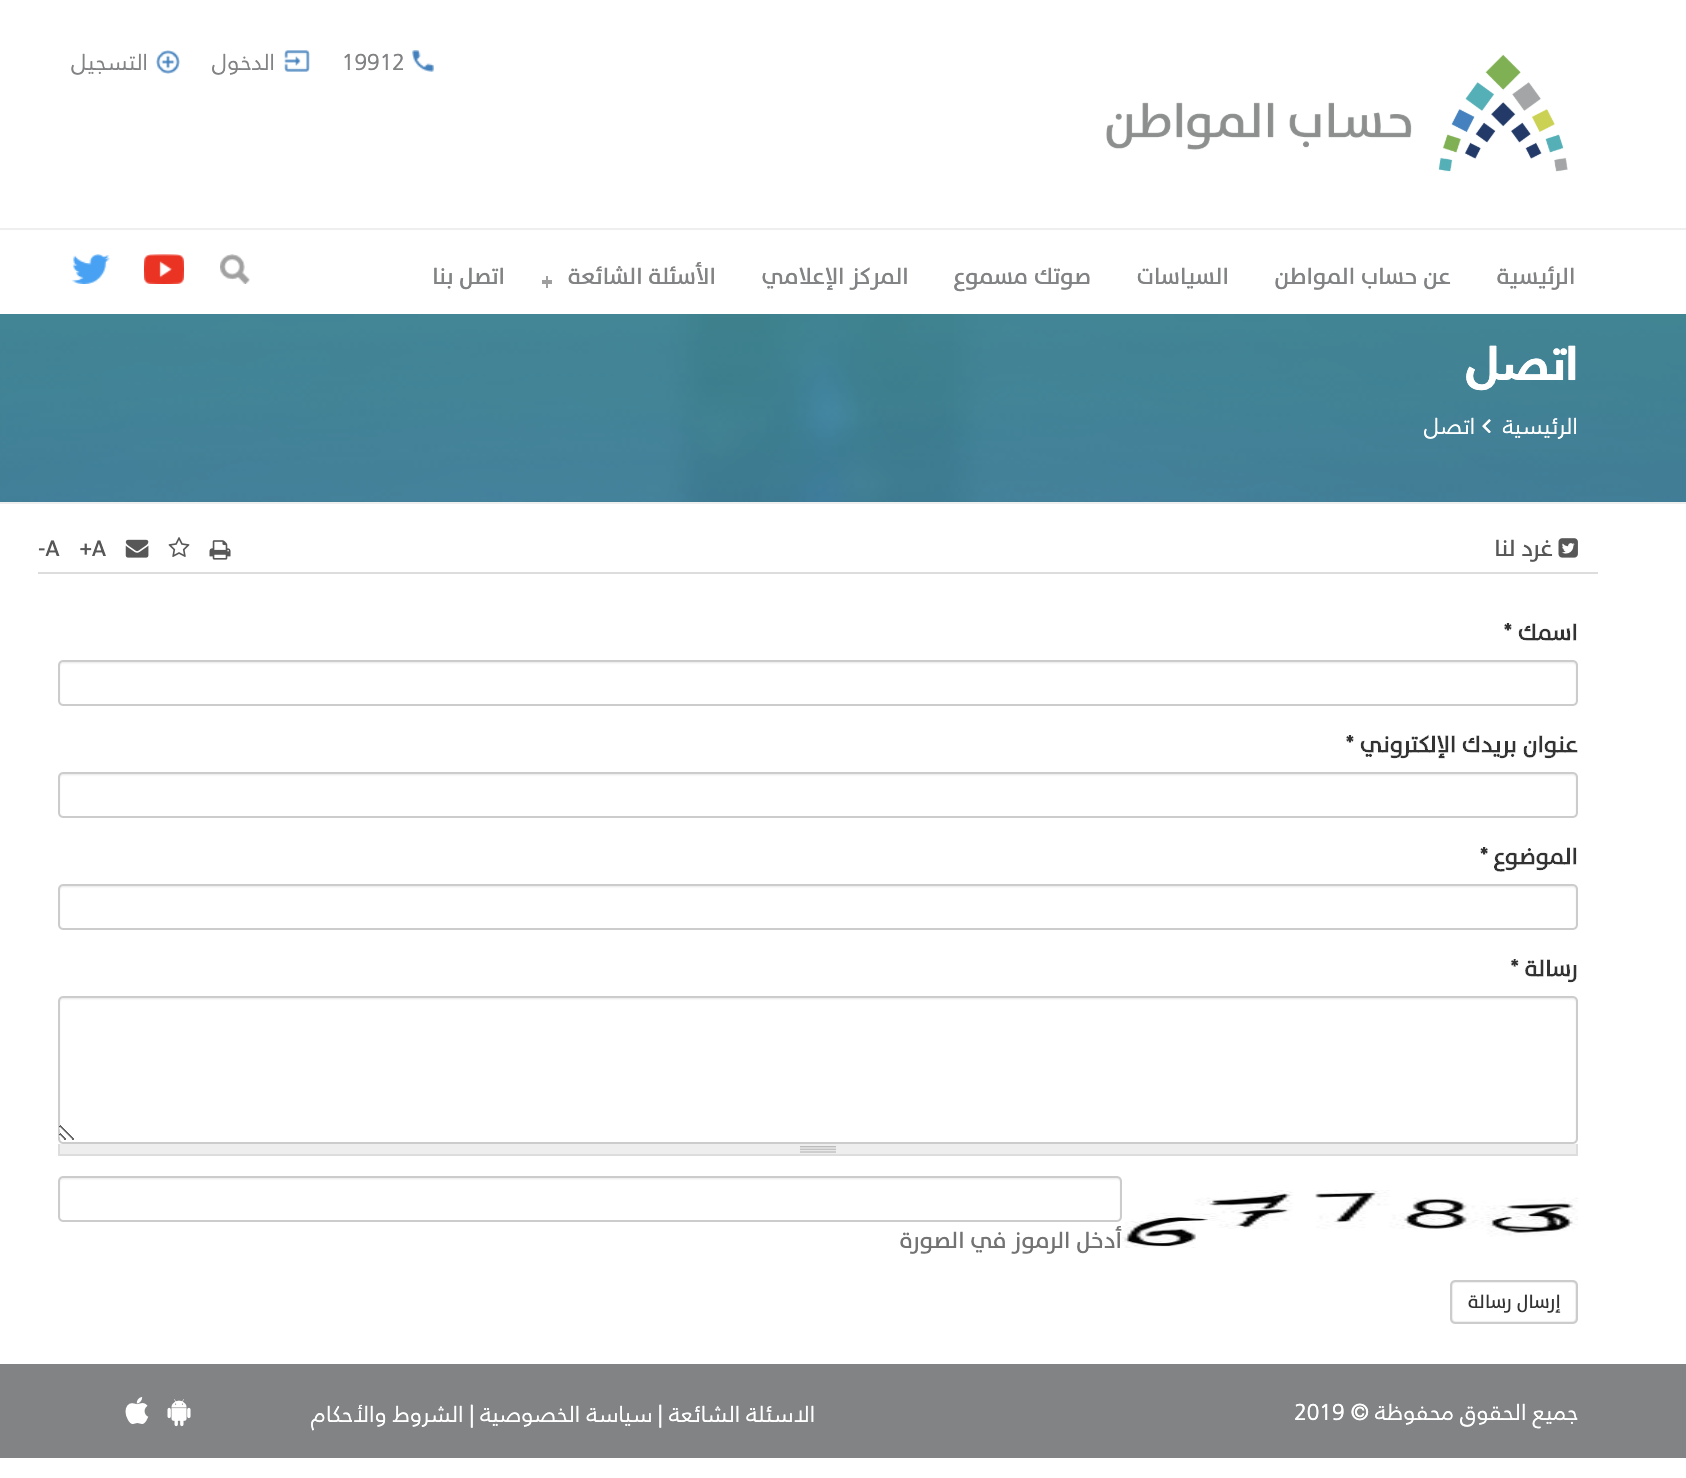 حساب المواطن
19912
الدخول
التسجيل
الرئيسية
عن حساب المواطن
السياسات
صوتك مسموع
المركز الإعلامي
الأسئلة الشائعة +
اتصل بنا
اتصل
الرئيسية › اتصل
غرد لنا
A+
A-
اسمك *
عنوان بريدك الإلكتروني *
الموضوع *
رسالة *
67783
أدخل الرموز في الصورة
إرسال رسالة
جميع الحقوق محفوظة © 2019
الاسئلة الشائعة | سياسة الخصوصية | الشروط والأحكام